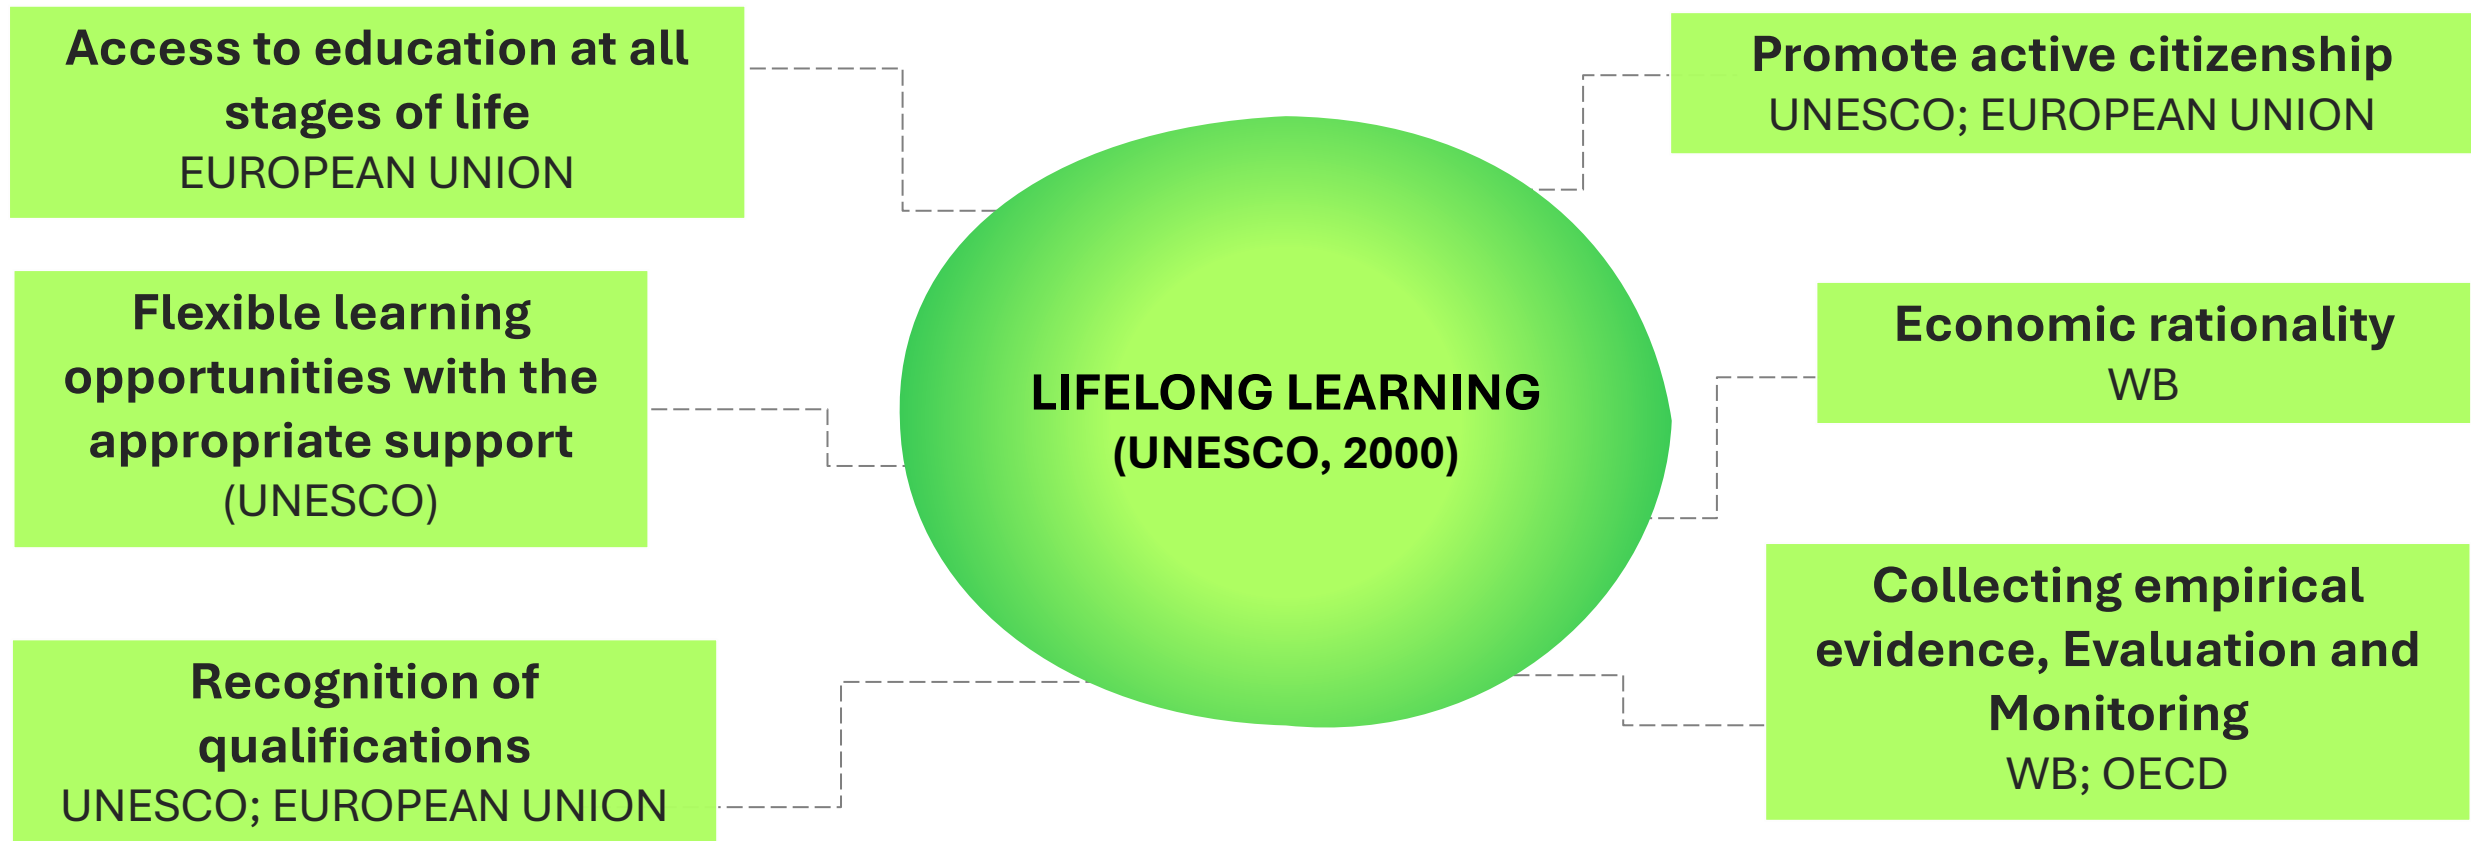 Access to education at all
stages of life
EUROPEAN UNION
Flexible learning
opportunities with the
appropriate support
(UNESCO)
Recognition of
qualifications
UNESCO; EUROPEAN UNION
LIFELONG LEARNING
(UNESCO, 2000)
Promote active citizenship
UNESCO; EUROPEAN UNION
Economic rationality
WB
Collecting empirical
evidence, Evaluation and
Monitoring
WB; OECD